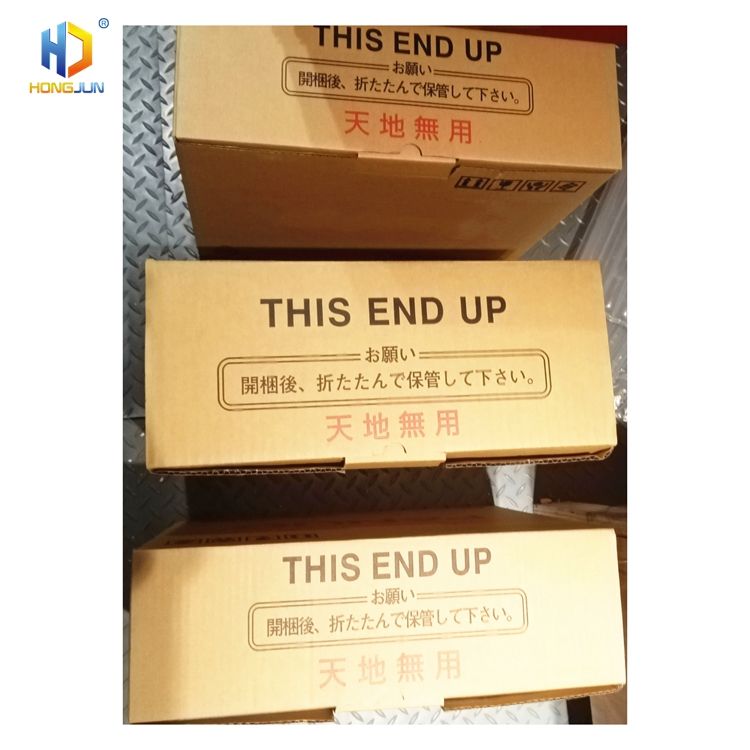 HD
®
HONGJUN
THIS END UP
お願い
開梱後、折たたんで保管して下さい。
天地無用
THIS END UP
お願い
開梱後、折たたんで保管して下さい。
天地無用
THIS END UP
お願い
開梱後、折たたんで保管して下さい。
天地無用